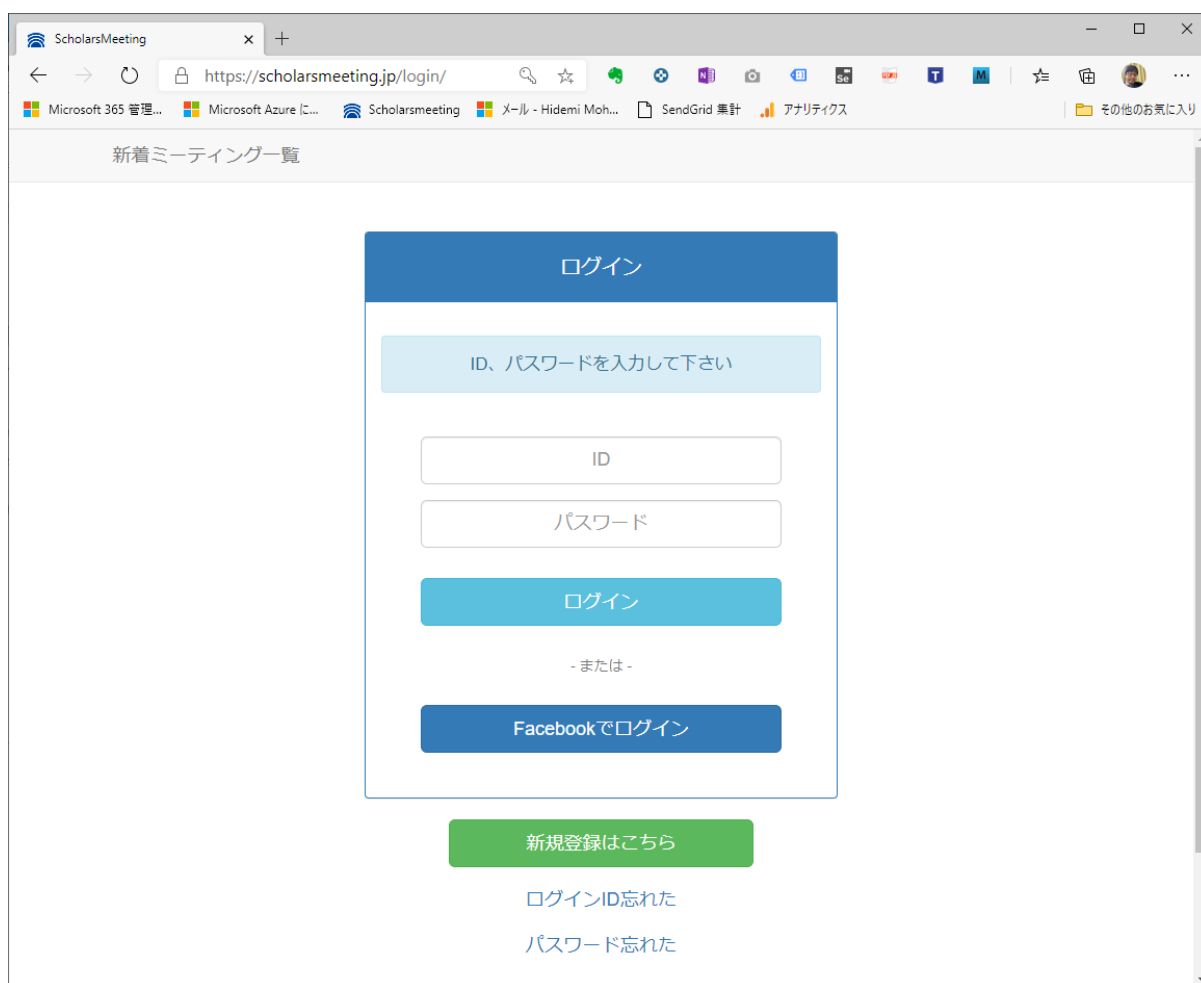 ScholarsMeeting
https://scholarsmeeting.jp/login/
Microsoft 365 管理...
Microsoft Azure に...
Scholarsmeeting
メール - Hidemi Moh...
SendGrid 集計
アナリティクス
その他のお気に入り
新着ミーティング一覧
ログイン
ID、パスワードを入力して下さい
ID
パスワード
ログイン
- または -
Facebookでログイン
新規登録はこちら
ログインID忘れた
パスワード忘れた